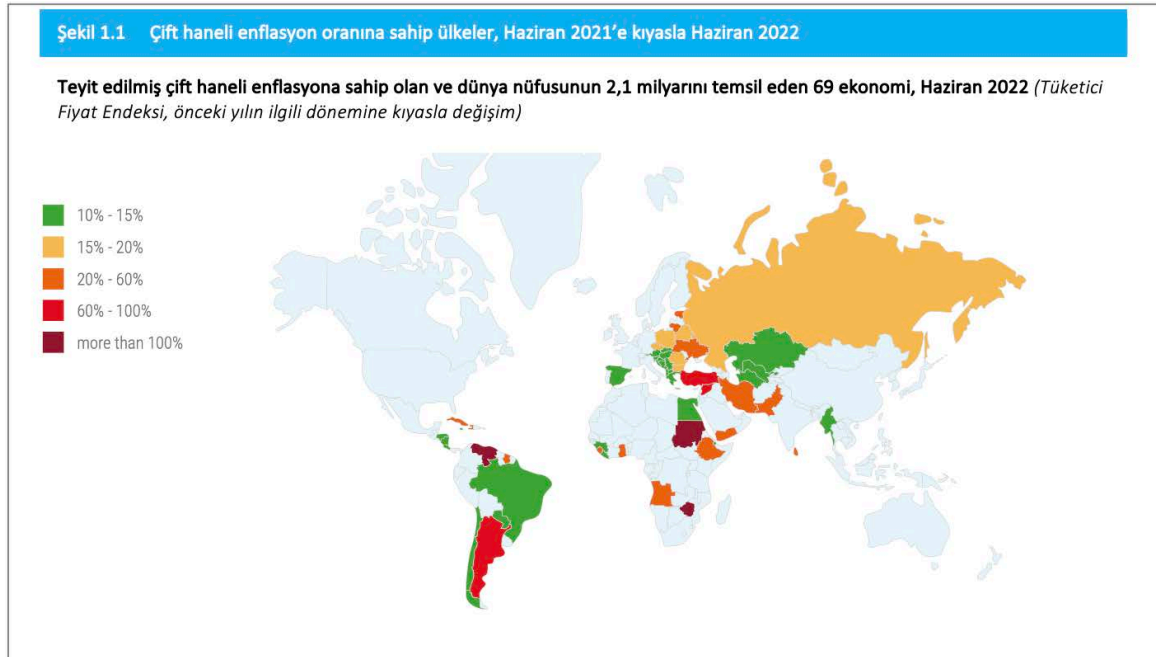 Şekil 1.1 Çift haneli enflasyon oranına sahip ülkeler, Haziran 2021'e kıyasla Haziran 2022
Teyit edilmiş çift haneli enflasyona sahip olan ve dünya nüfusunun 2,1 milyarını temsil eden 69 ekonomi, Haziran 2022 (Tüketici
Fiyat Endeksi, önceki yılın ilgili dönemine kıyasla değişim)
10% - 15%
15% - 20%
20% - 60%
60% - 100%
more than 100%